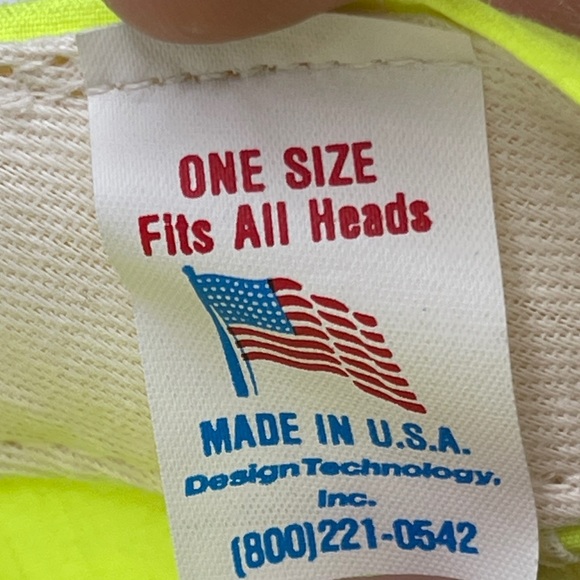 ONE SIZE
Fits All Heads
MADE IN U.S.A.
Design Technology,
Inc.
(800)221-0542